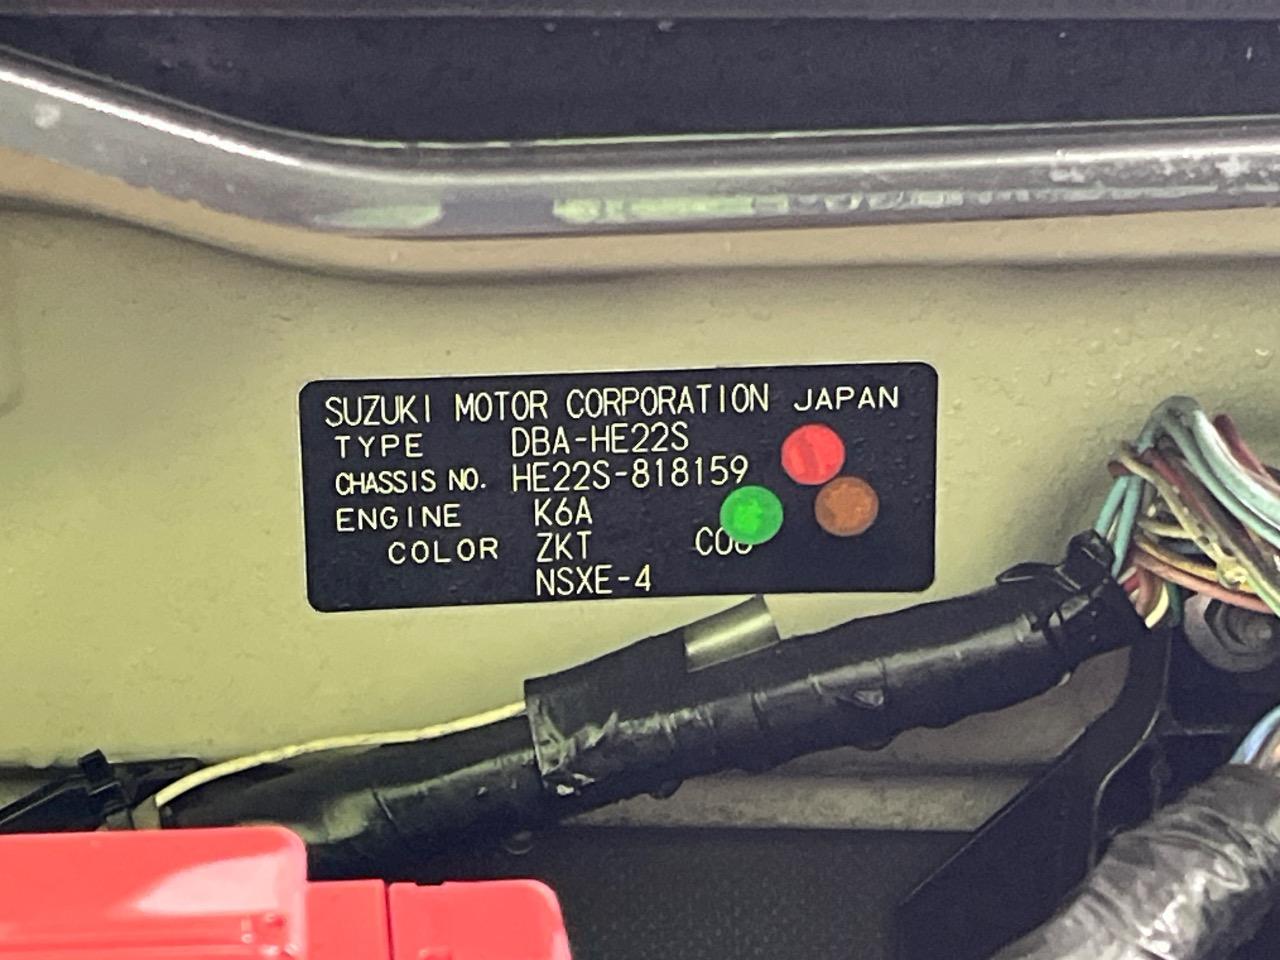 SUZUKI MOTOR CORPORATION JAPAN
TYPE DBA-HE22S
CHASSIS NO. HE22S-818159
ENGINE K6A
COLOR ZKT
NSXE-4